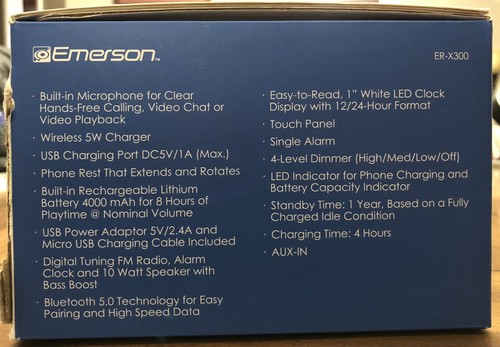 Emerson™
ER-X300
· Built-in Microphone for Clear
Hands-Free Calling, Video Chat or
Video Playback
· Wireless 5W Charger
· USB Charging Port DC5V/1A (Max.)
· Phone Rest That Extends and Rotates
· Built-in Rechargeable Lithium
Battery 4000 mAh for 8 Hours of
Playtime @ Nominal Volume
· USB Power Adaptor 5V/2.4A and
Micro USB Charging Cable Included
· Digital Tuning FM Radio, Alarm
Clock and 10 Watt Speaker with
Bass Boost
· Bluetooth 5.0 Technology for Easy
Pairing and High Speed Data
· Easy-to-Read, 1" White LED Clock
Display with 12/24-Hour Format
· Touch Panel
· Single Alarm
· 4-Level Dimmer (High/Med/Low/Off)
· LED Indicator for Phone Charging and
Battery Capacity Indicator
· Standby Time: 1 Year, Based on a Fully
Charged Idle Condition
· Charging Time: 4 Hours
· AUX-IN